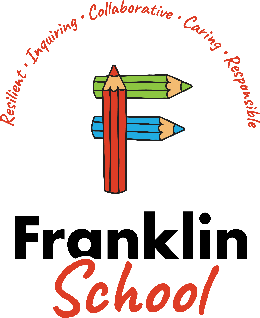 Resilient • Inquiring • Collaborative • Caring • Responsible
Franklin
School